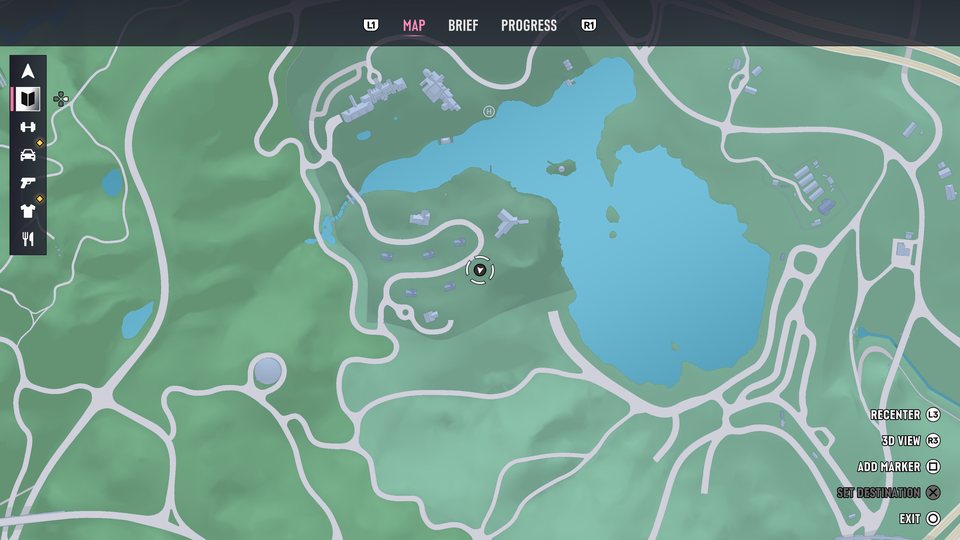 L1 MAP BRIEF PROGRESS R1
H
RECENTER L3
3D VIEW R3
ADD MARKER
SET DESTINATION
EXIT